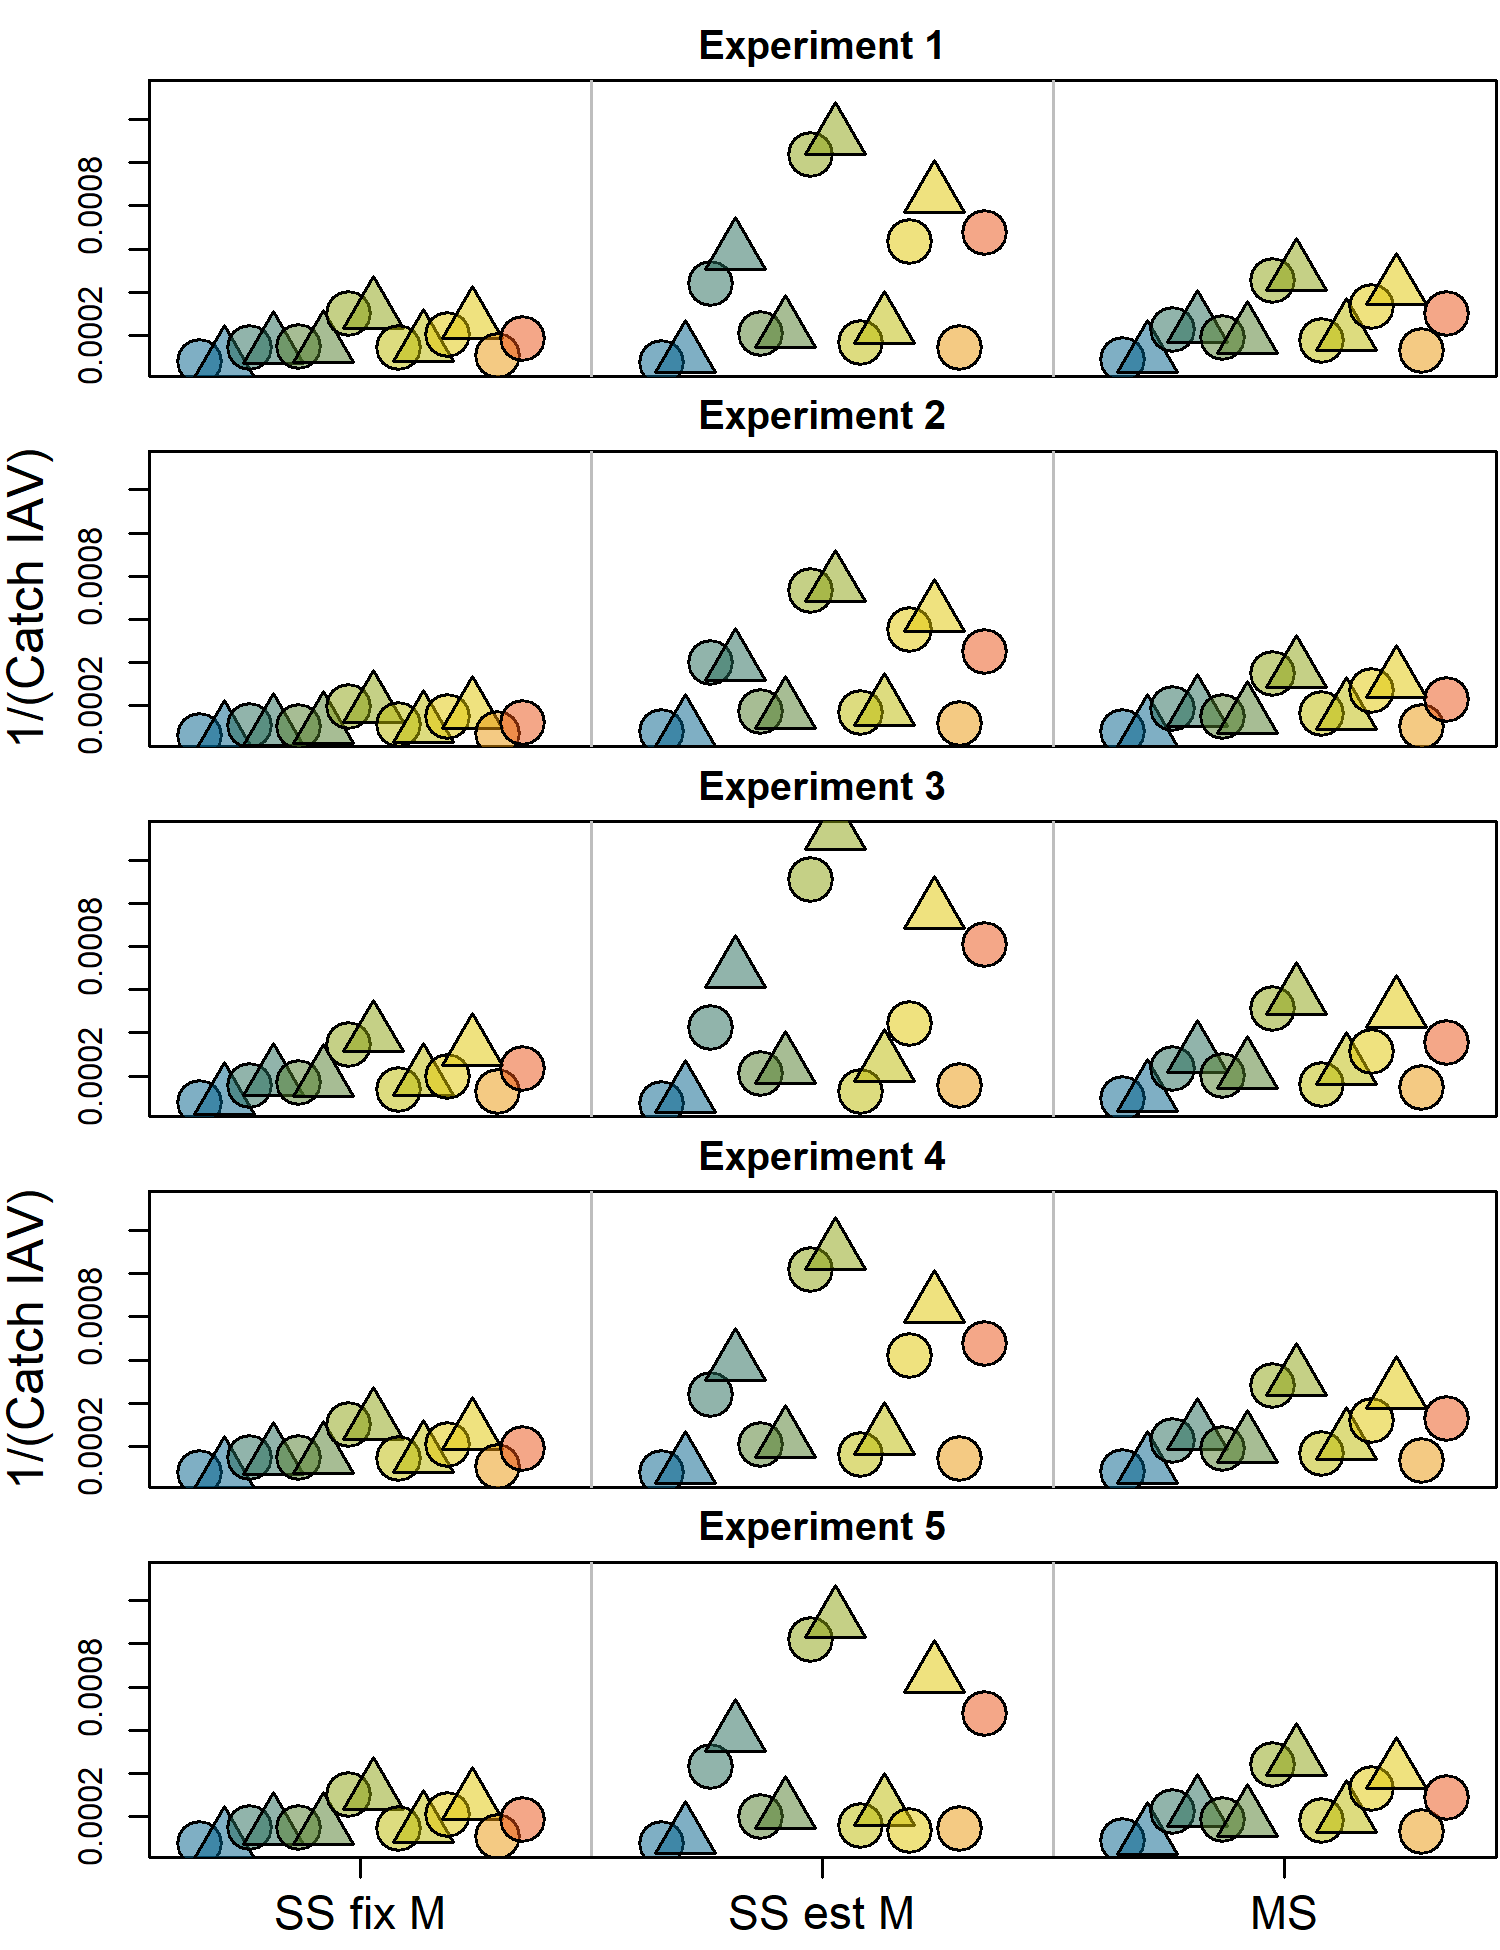 Experiment 1
0.0008
0.0002
Experiment 2
1/(Catch IAV)
0.0008
0.0002
Experiment 3
0.0008
0.0002
Experiment 4
1/(Catch IAV)
0.0008
0.0002
Experiment 5
0.0008
0.0002
SS fix M SS est M MS